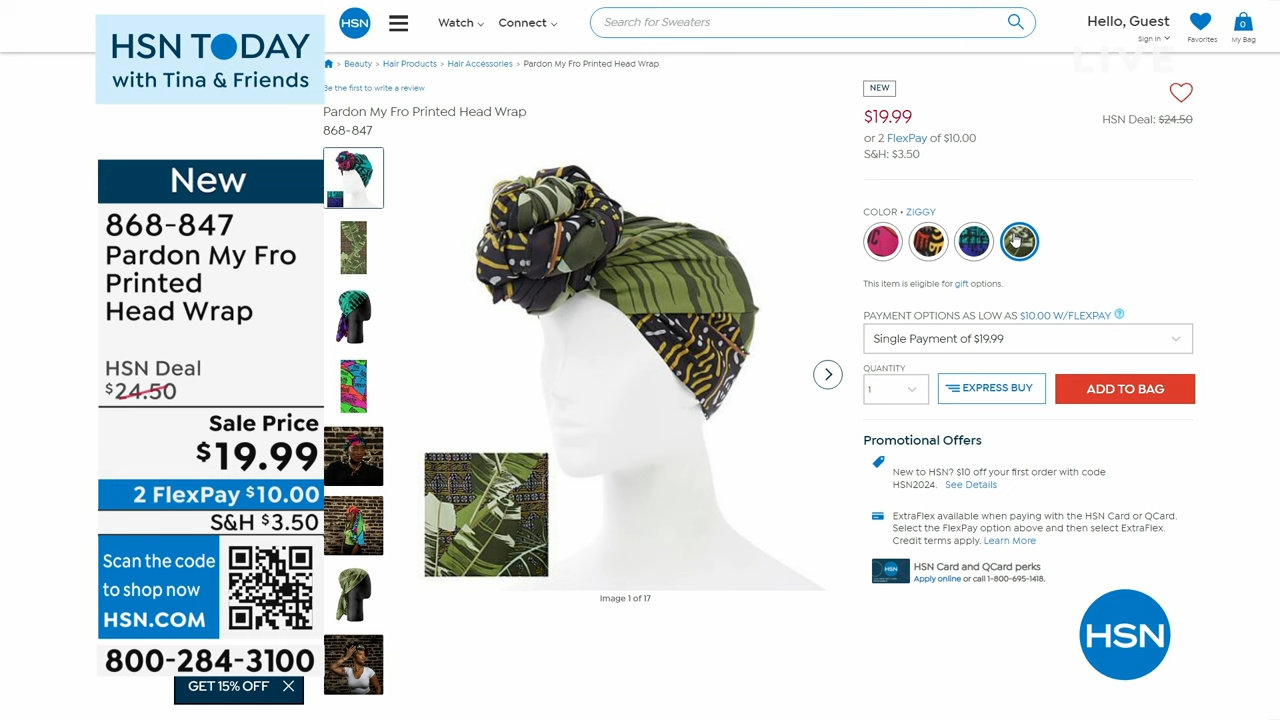 HSN TODAY
with Tina & Friends
New
868-847
Pardon My Fro
Printed
Head Wrap
HSN Deal
$24.50
Sale Price
$19.99
2 FlexPay $10.00
S&H $3.50
Scan the code
to shop now
HSN.COM
800-284-3100
GET 15% OFF
HSN
Watch
Connect
Search for Sweaters
Hello, Guest
Sign in
Favorites
0
My Bag
LIVE
> Beauty > Hair Products > Hair Accessories > Pardon My Fro Printed Head Wrap
Be the first to write a review
Pardon My Fro Printed Head Wrap
868-847
Image 1 of 17
NEW
$19.99
HSN Deal: $24.50
or 2 FlexPay of $10.00
S&H: $3.50
COLOR • ZIGGY
This item is eligible for gift options.
PAYMENT OPTIONS AS LOW AS $10.00 W/FLEXPAY ?
Single Payment of $19.99
QUANTITY
1
EXPRESS BUY
ADD TO BAG
Promotional Offers
New to HSN? $10 off your first order with code
HSN2024. See Details
ExtraFlex available when paying with the HSN Card or QCard.
Select the FlexPay option above and then select ExtraFlex.
Credit terms apply. Learn More
HSN
HSN Card and QCard perks
Apply online or call 1-800-695-1418.
HSN